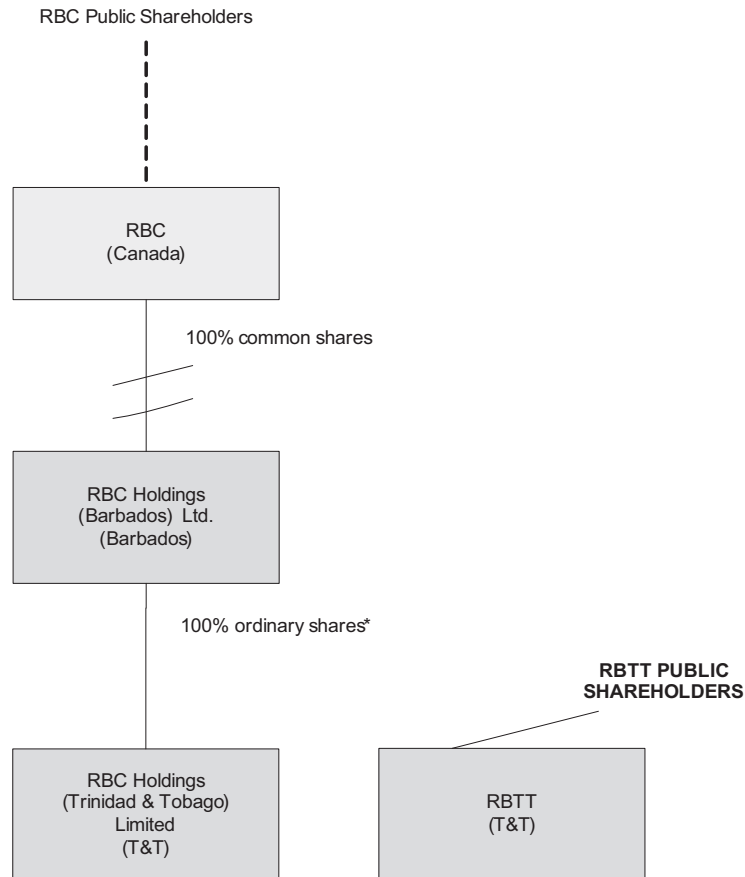 RBC Public Shareholders
RBC
(Canada)
100% common shares
RBC Holdings
(Barbados) Ltd.
(Barbados)
100% ordinary shares*
RBTT PUBLIC
SHAREHOLDERS
RBC Holdings
(Trinidad & Tobago)
Limited
(T&T)
RBTT
(T&T)